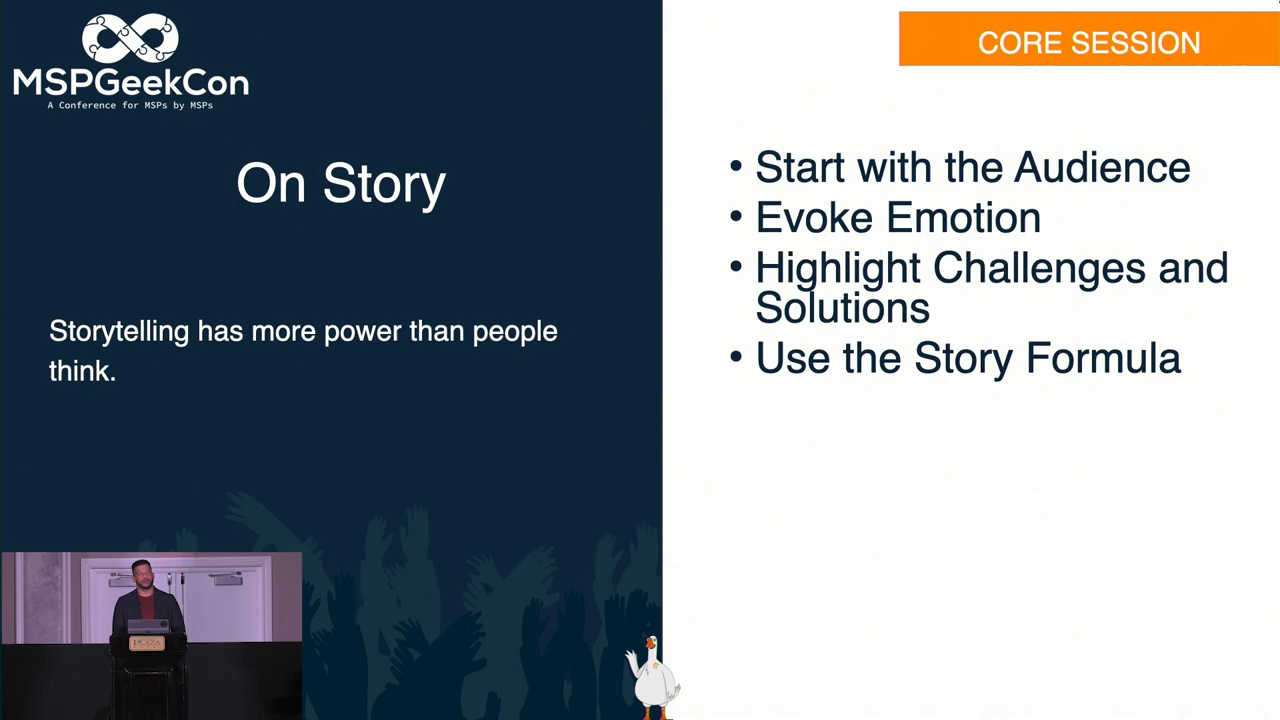 MSPGeekCon
A Conference for MSPs by MSPs
CORE SESSION
On Story
Storytelling has more power than people
think.
• Start with the Audience
• Evoke Emotion
• Highlight Challenges and
Solutions
• Use the Story Formula
PLAZA